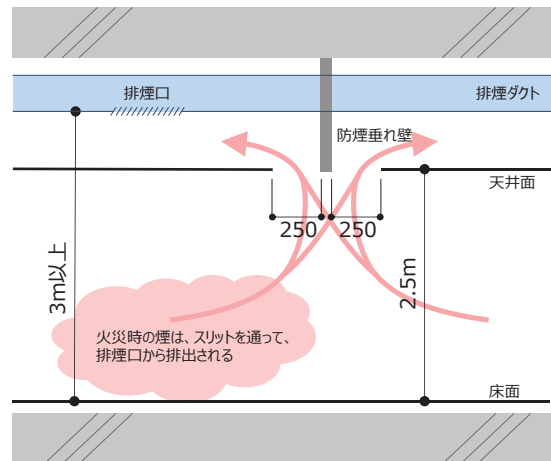 排煙口
排煙ダクト
防煙垂れ壁
天井面
250
250
3m以上
2.5m
火災時の煙は、スリットを通って、
排煙口から排出される
床面